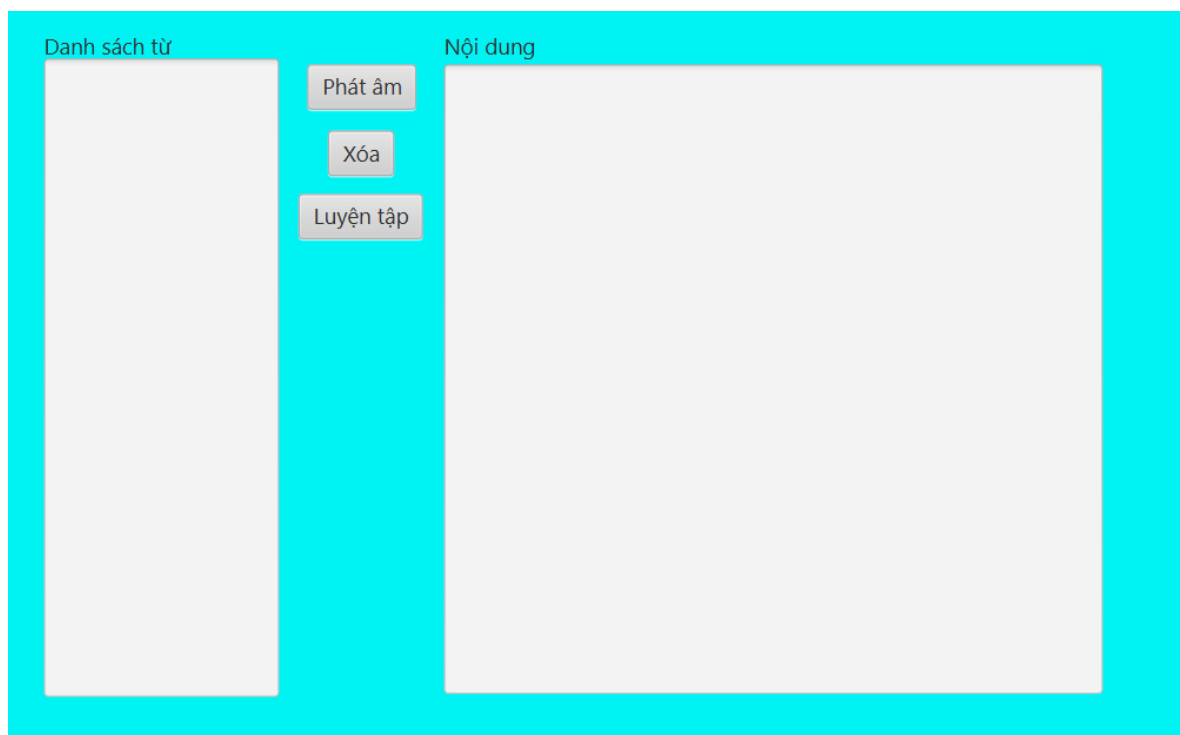 Danh sách từ
Nội dung
Phát âm
Xóa
Luyện tập